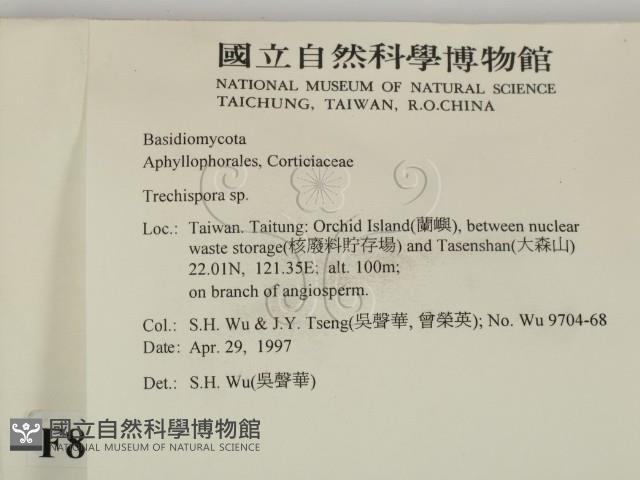 國立自然科學博物館
NATIONAL MUSEUM OF NATURAL SCIENCE
TAICHUNG, TAIWAN, R.O.CHINA
Basidiomycota
Aphyllophorales, Corticiaceae
Trechispora sp.
Loc.: Taiwan. Taitung: Orchid Island(蘭嶼), between nuclear
waste storage(核廢料貯存場) and Tasenshan(大森山)
22.01N, 121.35E; alt. 100m;
on branch of angiosperm.
Col.: S.H. Wu & J.Y. Tseng(吳聲華, 曾榮英); No. Wu 9704-68
Date: Apr. 29, 1997
Det.: S.H. Wu(吳聲華)
F8
國立自然科學博物館
NATIONAL MUSEUM OF NATURAL SCIENCE